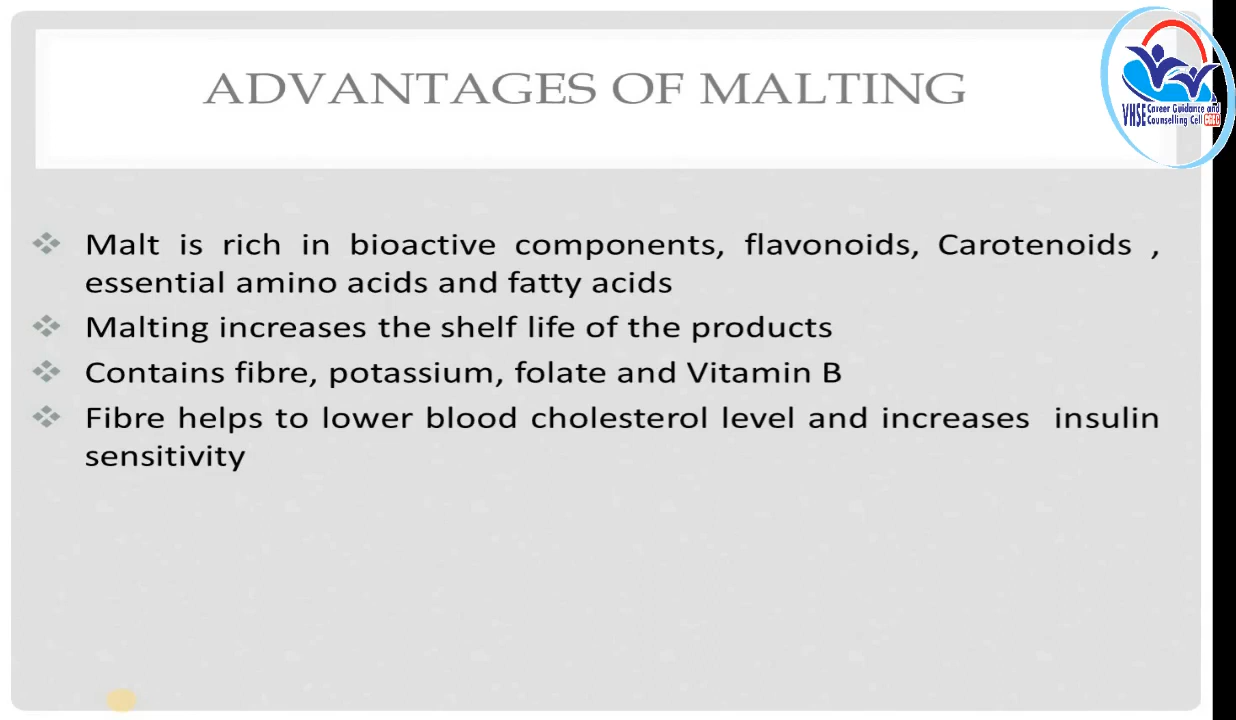 ADVANTAGES OF MALTING
VHSE Career Guidance and
Counselling Cell CGCC
Malt is rich in bioactive components, flavonoids, Carotenoids ,
essential amino acids and fatty acids
Malting increases the shelf life of the products
Contains fibre, potassium, folate and Vitamin B
Fibre helps to lower blood cholesterol level and increases insulin
sensitivity